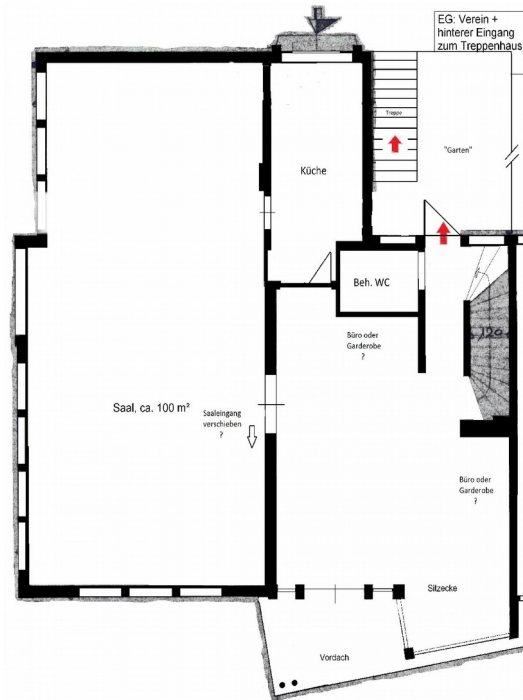 EG: Verein +
hinterer Eingang
zum Treppenhaus
Treppe
"Garten"
Küche
Beh. WC
120
Büro oder
Garderobe
?
Saal, ca. 100 m²
Saaleingang
verschieben
?
Büro oder
Garderobe
?
Sitzecke
Vordach